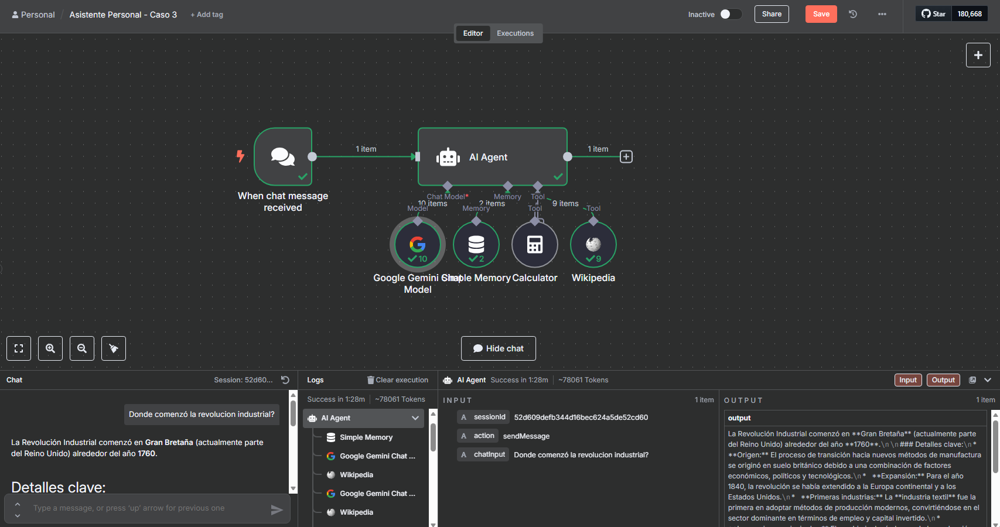 Personal / Asistente Personal - Caso 3 + Add tag
Inactive Share Save ... Star 180,668
Editor Executions
1 item
AI Agent
1 item
When chat message
received
Chat Model* Memory Tool
10 items 2 items 9 items
Model Memory Tool Tool
10 2 9
Google Gemini Chat
Model
Simple Memory
Calculator
Wikipedia
Hide chat
Chat Session: 52d60...
Donde comenzó la revolucion industrial?
La Revolución Industrial comenzó en Gran Bretaña (actualmente parte
del Reino Unido) alrededor del año 1760.
Detalles clave:
Type a message, or press 'up' arrow for previous one
Logs Clear execution
Success in 1:28m ~78061 Tokens
AI Agent
Simple Memory
Google Gemini Chat ...
Wikipedia
Google Gemini Chat ...
Wikipedia
AI Agent Success in 1:28m ~78061 Tokens
Input Output
INPUT 1 item
A sessionId 52d609defb344d16bec624a5de52cd60
A action sendMessage
A chatInput Donde comenzó la revolucion industrial?
OUTPUT 1 item
output
La Revolución Industrial comenzó en **Gran Bretaña** (actualmente parte
del Reino Unido) alrededor del año **1760**.\n\n### Detalles clave:\n*
**Origen:** El proceso de transición hacia nuevos métodos de manufactura
se originó en suelo británico debido a una combinación de factores
económicos, políticos y tecnológicos.\n* **Expansión:** Para el año
1840, la revolución se había extendido a la Europa continental y a los
Estados Unidos.\n* **Primeras industrias:** La **industria textil** fue la
primera en adoptar métodos de producción modernos, convirtiéndose en el
sector dominante en términos de empleo y capital invertido.\n*